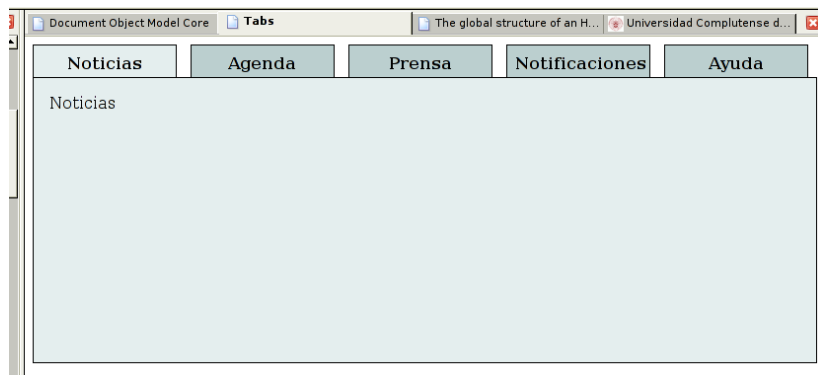 Document Object Model Core Tabs The global structure of an H... Universidad Complutense d...
Noticias Agenda Prensa Notificaciones Ayuda
Noticias